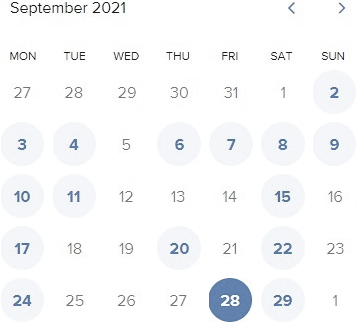 September 2021
MON TUE WED THU FRI SAT SUN
27 28 29 30 31 1 2
3 4 5 6 7 8 9
10 11 12 13 14 15 16
17 18 19 20 21 22 23
24 25 26 27 28 29 1